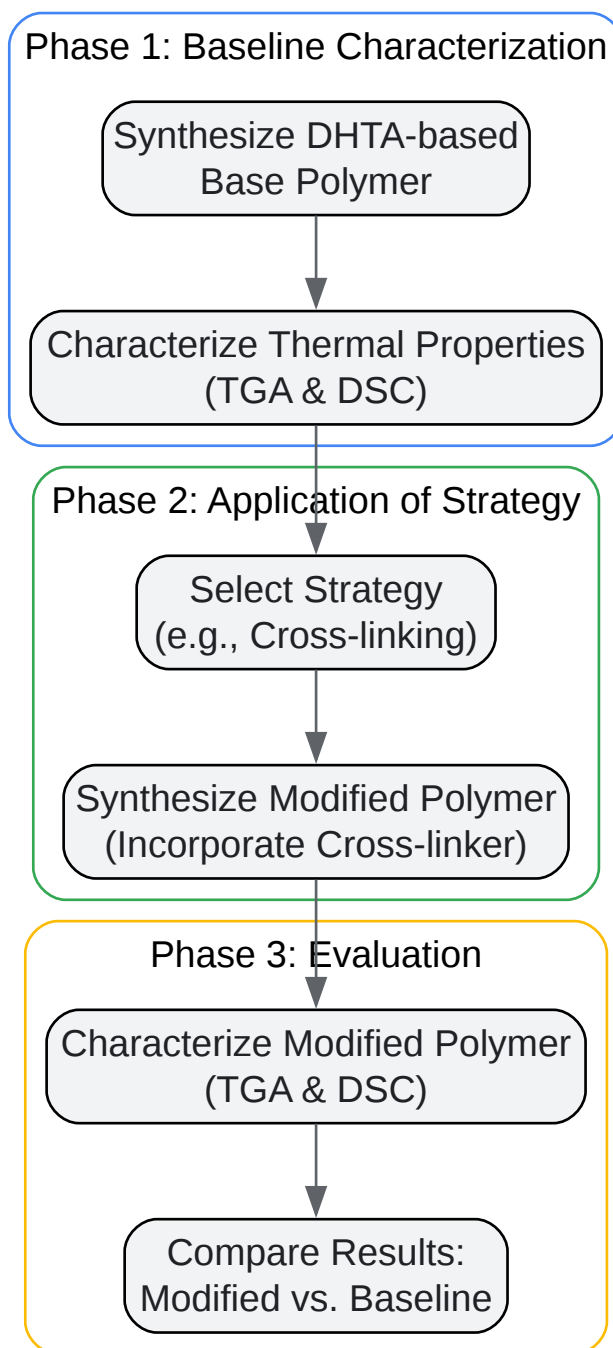 Phase 1: Baseline Characterization
Synthesize DHTA-based
Base Polymer
Characterize Thermal Properties
(TGA & DSC)
Phase 2: Application of Strategy
Select Strategy
(e.g., Cross-linking)
Synthesize Modified Polymer
(Incorporate Cross-linker)
Phase 3: Evaluation
Characterize Modified Polymer
(TGA & DSC)
Compare Results:
Modified vs. Baseline